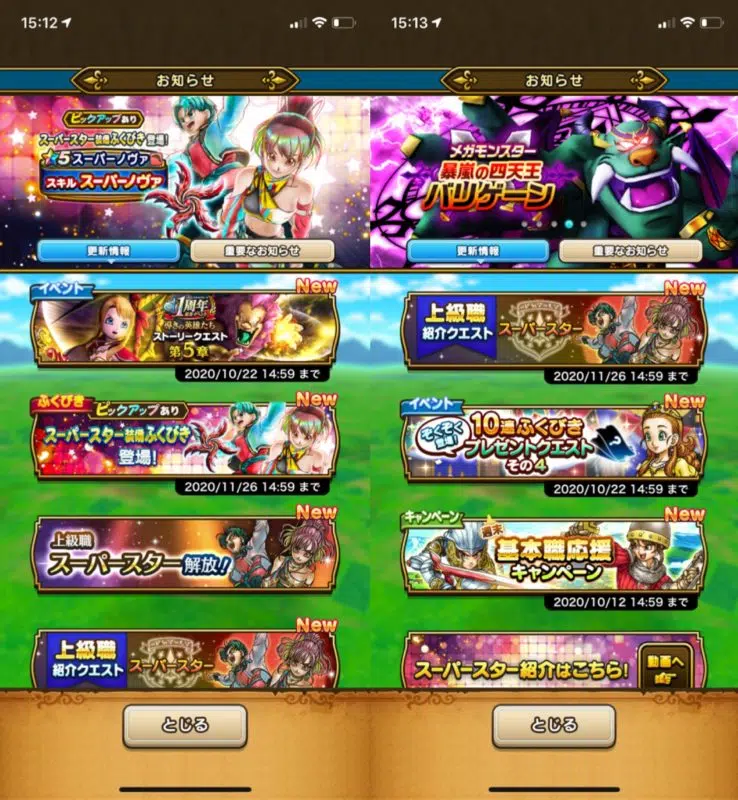 15:12
お知らせ
ピックアップあり
スーパースター装備ふくびき登場!
5 スーパーノヴァ
スキル スーパーノヴァ
更新情報
重要なお知らせ
イベント
New
1周年
導きの英雄たち
ストーリークエスト
第5章
2020/10/22 14:59 まで
ふくびき
ピックアップあり
New
スーパースター装備ふくびき
登場!
2020/11/26 14:59 まで
New
上級職
スーパースター解放!!
New
上級職
紹介クエスト
スーパースター
とじる
15:13
お知らせ
メガモンスター
暴嵐の四天王
バリゲーン
更新情報
重要なお知らせ
New
上級職
紹介クエスト
スーパースター
2020/11/26 14:59 まで
イベント
New
ぞくぞく
登場!
10連ふくびき
プレゼントクエスト
その4
2020/10/22 14:59 まで
キャンペーン
New
週末
基本職応援
キャンペーン
2020/10/12 14:59 まで
スーパースター紹介はこちら!
動画へ
とじる